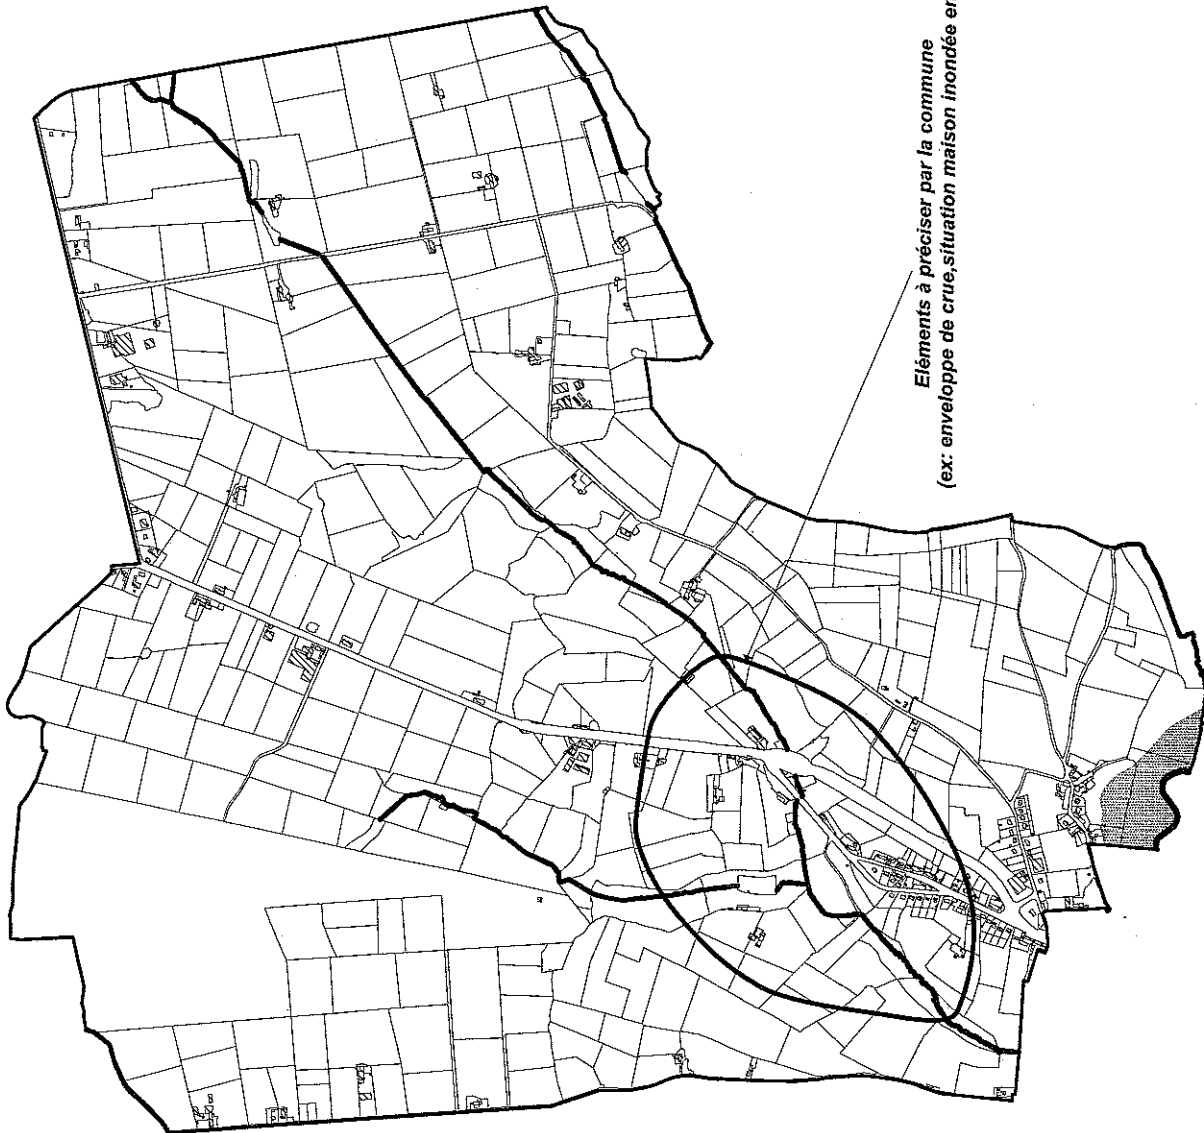 Eléments à préciser par la commune
(ex: enveloppe de crue,situation maison inondée